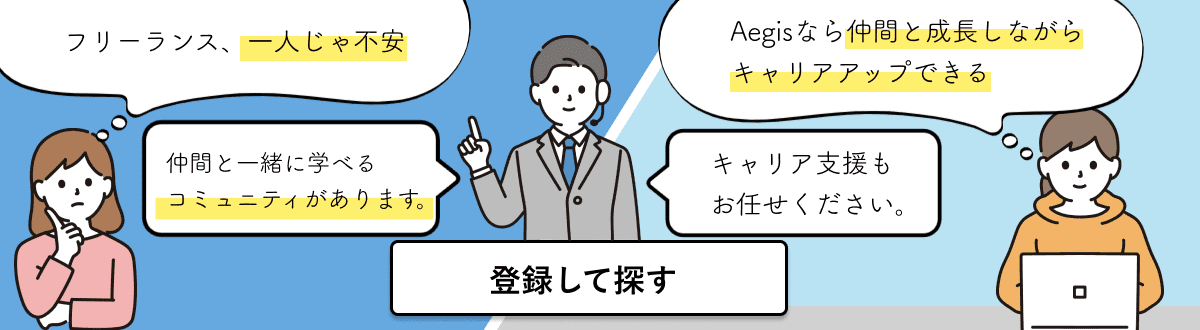 フリーランス、一人じゃ不安
仲間と一緒に学べる
コミュニティがあります。
Aegisなら仲間と成長しながら
キャリアアップできる
キャリア支援も
お任せください。
登録して探す